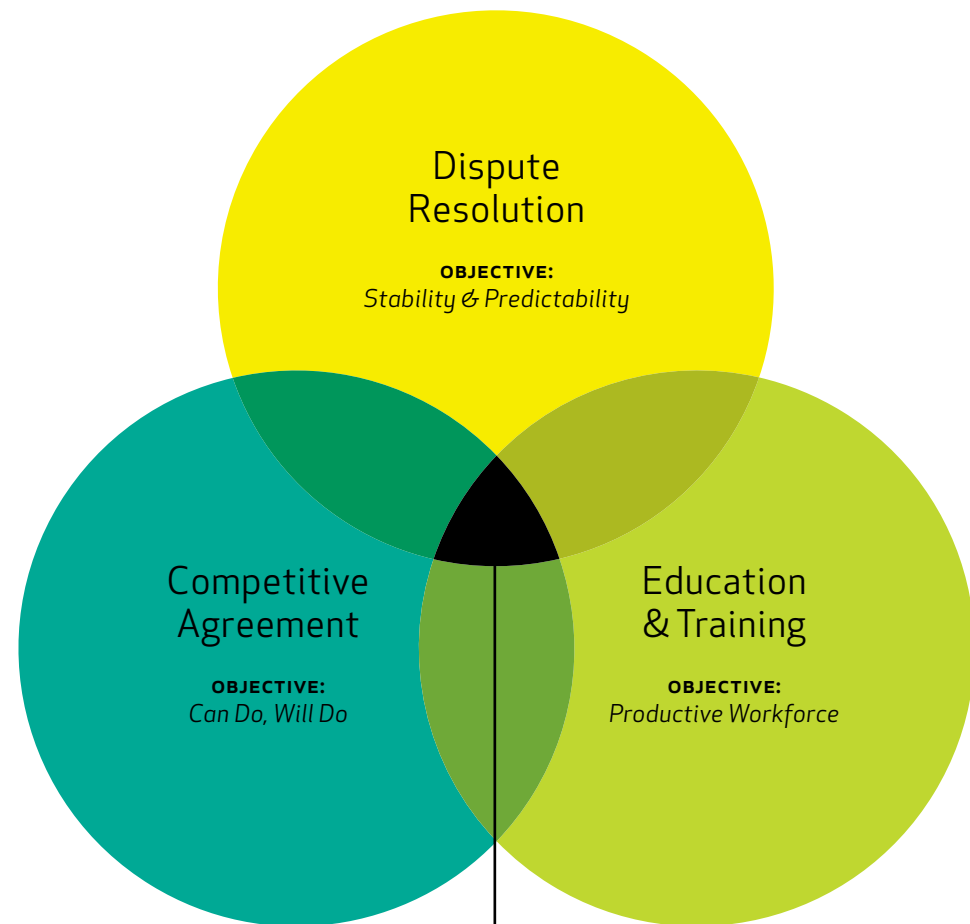 Dispute
Resolution
OBJECTIVE:
Stability & Predictability
Competitive
Agreement
OBJECTIVE:
Can Do, Will Do
Education
& Training
OBJECTIVE:
Productive Workforce